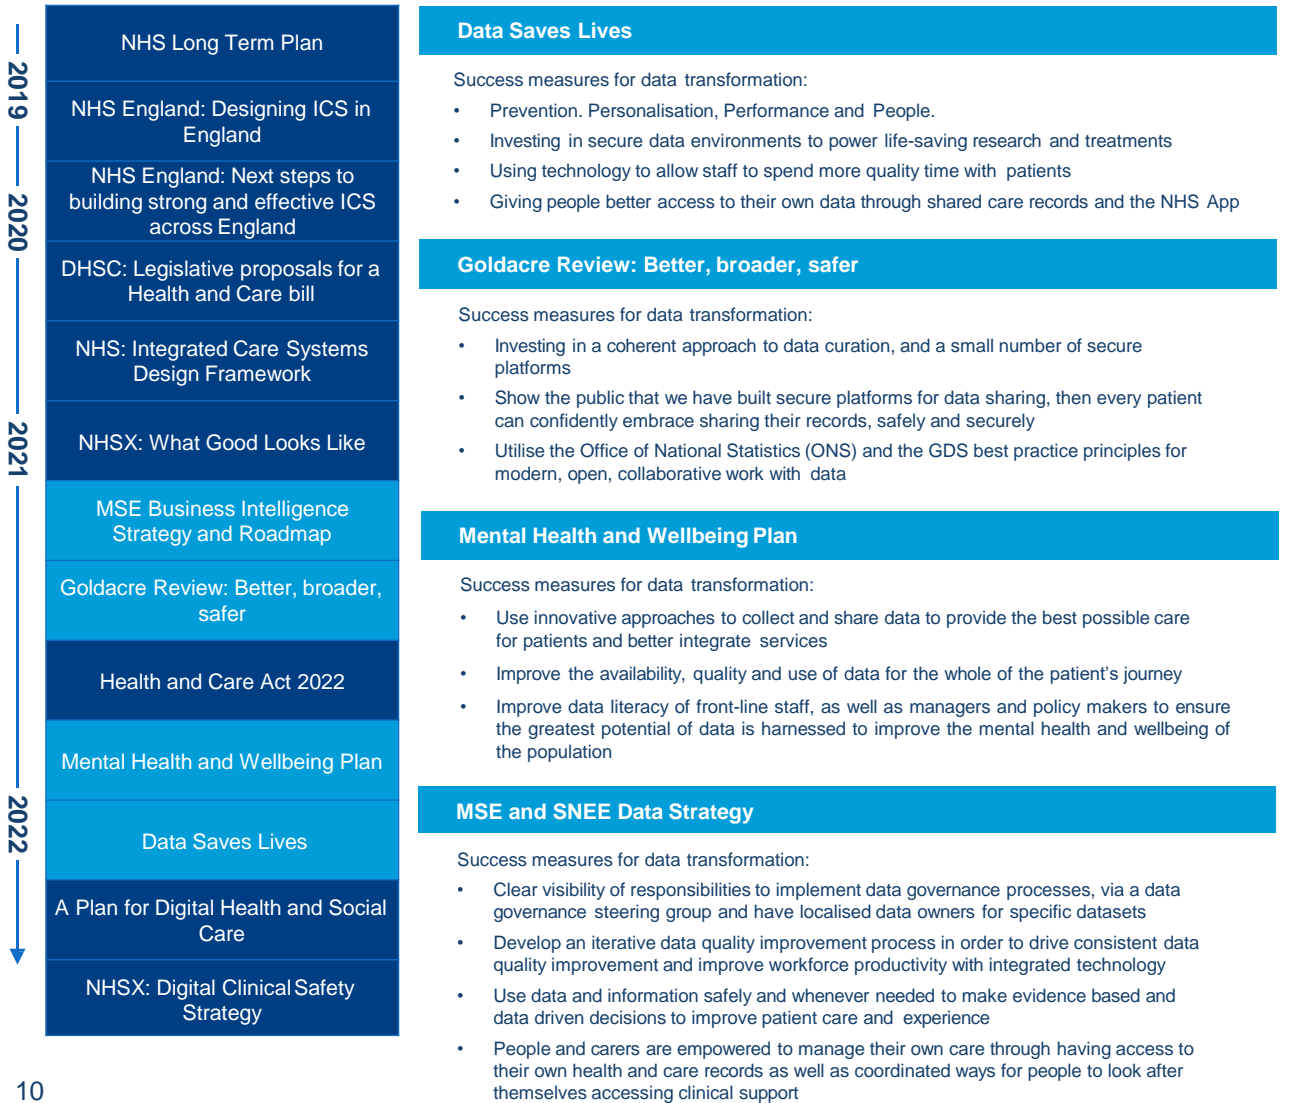 2019
2020
2021
2022
NHS Long Term Plan
NHS England: Designing ICS in
England
NHS England: Next steps to
building strong and effective ICS
across England
DHSC: Legislative proposals for a
Health and Care bill
NHS: Integrated Care Systems
Design Framework
NHSX: What Good Looks Like
MSE Business Intelligence
Strategy and Roadmap
Goldacre Review: Better, broader,
safer
Health and Care Act 2022
Mental Health and Wellbeing Plan
Data Saves Lives
A Plan for Digital Health and Social
Care
NHSX: Digital Clinical Safety
Strategy
Data Saves Lives
Success measures for data transformation:
• Prevention. Personalisation, Performance and People.
• Investing in secure data environments to power life-saving research and treatments
• Using technology to allow staff to spend more quality time with patients
• Giving people better access to their own data through shared care records and the NHS App
Goldacre Review: Better, broader, safer
Success measures for data transformation:
• Investing in a coherent approach to data curation, and a small number of secure
platforms
• Show the public that we have built secure platforms for data sharing, then every patient
can confidently embrace sharing their records, safely and securely
• Utilise the Office of National Statistics (ONS) and the GDS best practice principles for
modern, open, collaborative work with data
Mental Health and Wellbeing Plan
Success measures for data transformation:
• Use innovative approaches to collect and share data to provide the best possible care
for patients and better integrate services
• Improve the availability, quality and use of data for the whole of the patient's journey
• Improve data literacy of front-line staff, as well as managers and policy makers to ensure
the greatest potential of data is harnessed to improve the mental health and wellbeing of
the population
MSE and SNEE Data Strategy
Success measures for data transformation:
• Clear visibility of responsibilities to implement data governance processes, via a data
governance steering group and have localised data owners for specific datasets
• Develop an iterative data quality improvement process in order to drive consistent data
quality improvement and improve workforce productivity with integrated technology
• Use data and information safely and whenever needed to make evidence based and
data driven decisions to improve patient care and experience
• People and carers are empowered to manage their own care through having access to
their own health and care records as well as coordinated ways for people to look after
themselves accessing clinical support
10